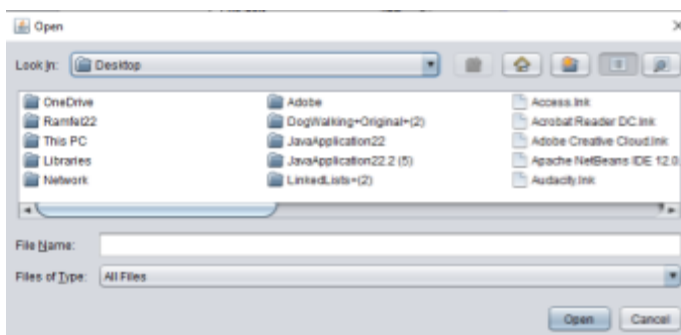 Open
Look In: Desktop
OneDrive Adobe Access.lnk
Ramfel22 DogWalking+Original+(2) Acrobat Reader DC.lnk
This PC JavaApplication22 Adobe Creative Cloud.lnk
Libraries JavaApplication22.2 (5) Apache NetBeans IDE 12.0
Network LinkedLists+(2) Audacity.lnk
File Name:
Files of Type: All Files
Open Cancel